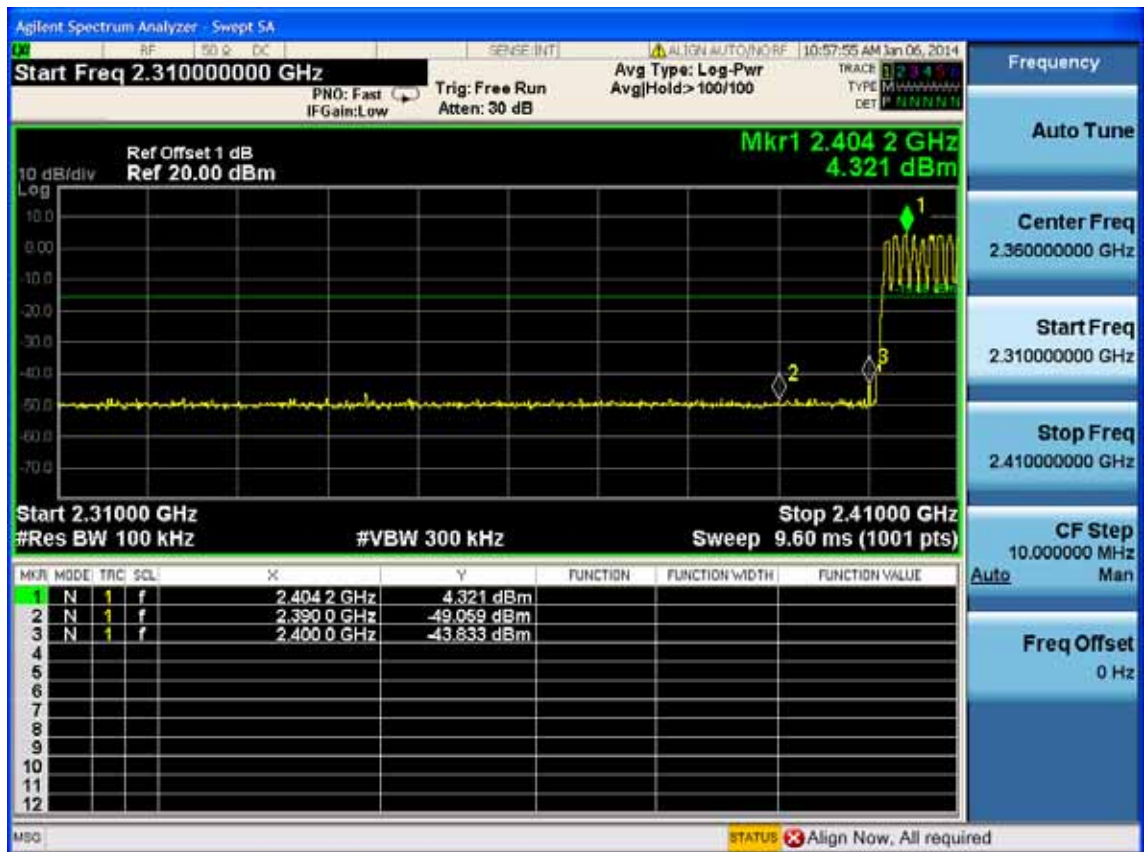 Agilent Spectrum Analyzer - Swept SA
RF 50 Ω DC SENSE:INT ALIGN AUTO/NO RF 10:57:55 AM Jan 06, 2014
Start Freq 2.310000000 GHz
PNO: Fast
IFGain:Low
Trig: Free Run
Atten: 30 dB
Avg Type: Log-Pwr
Avg|Hold:>100/100
TRACE 1 2 3 4 5 6
TYPE M
DET P N N N N N
Mkr1 2.404 2 GHz
4.321 dBm
Ref Offset 1 dB
10 dB/div Ref 20.00 dBm
Log
10.0
0.00
-10.0
-20.0
-30.0
-40.0
-50.0
-60.0
-70.0
1
2
3
Start 2.31000 GHz
Stop 2.41000 GHz
#Res BW 100 kHz
#VBW 300 kHz
Sweep 9.60 ms (1001 pts)
MKR MODE TRC SCL X Y FUNCTION FUNCTION WIDTH FUNCTION VALUE
1 N 1 f 2.404 2 GHz 4.321 dBm
2 N 1 f 2.390 0 GHz -49.059 dBm
3 N 1 f 2.400 0 GHz -43.833 dBm
4
5
6
7
8
9
10
11
12
MSG
STATUS Align Now, All required
Frequency
Auto Tune
Center Freq
2.360000000 GHz
Start Freq
2.310000000 GHz
Stop Freq
2.410000000 GHz
CF Step
10.000000 MHz
Auto Man
Freq Offset
0 Hz